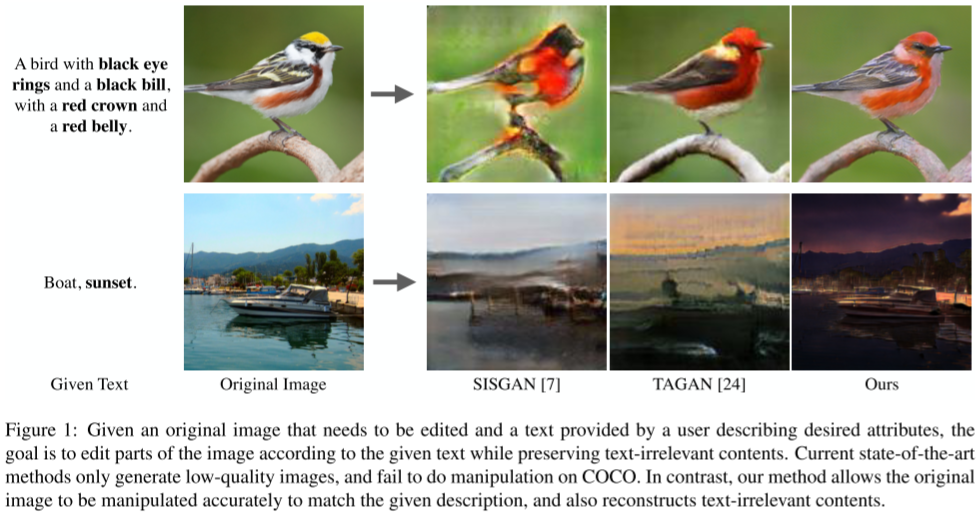 A bird with black eye
rings and a black bill,
with a red crown and
a red belly.
Boat, sunset.
Given Text
Original Image
SISGAN [7]
TAGAN [24]
Ours
Figure 1: Given an original image that needs to be edited and a text provided by a user describing desired attributes, the
goal is to edit parts of the image according to the given text while preserving text-irrelevant contents. Current state-of-the-art
methods only generate low-quality images, and fail to do manipulation on COCO. In contrast, our method allows the original
image to be manipulated accurately to match the given description, and also reconstructs text-irrelevant contents.